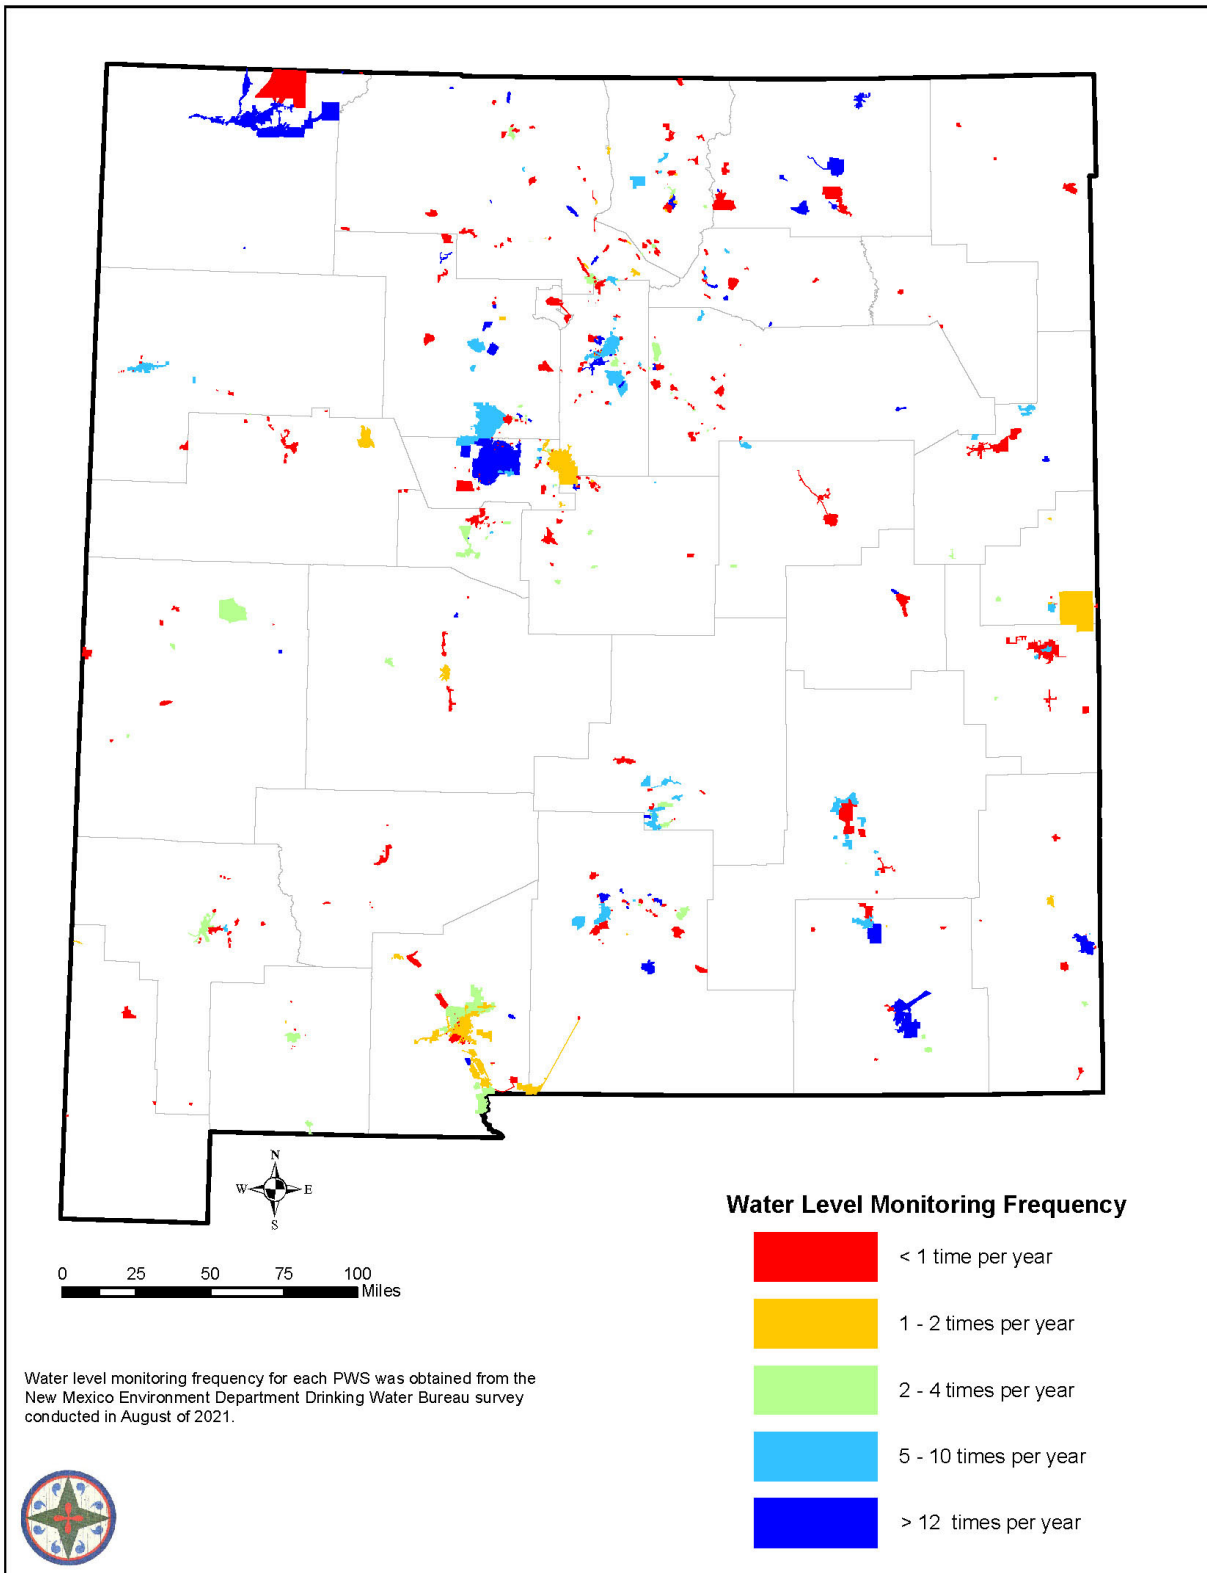 N
W E
S
0 25 50 75 100
Miles
Water Level Monitoring Frequency
< 1 time per year
1 - 2 times per year
2 - 4 times per year
5 - 10 times per year
> 12 times per year
Water level monitoring frequency for each PWS was obtained from the
New Mexico Environment Department Drinking Water Bureau survey
conducted in August of 2021.